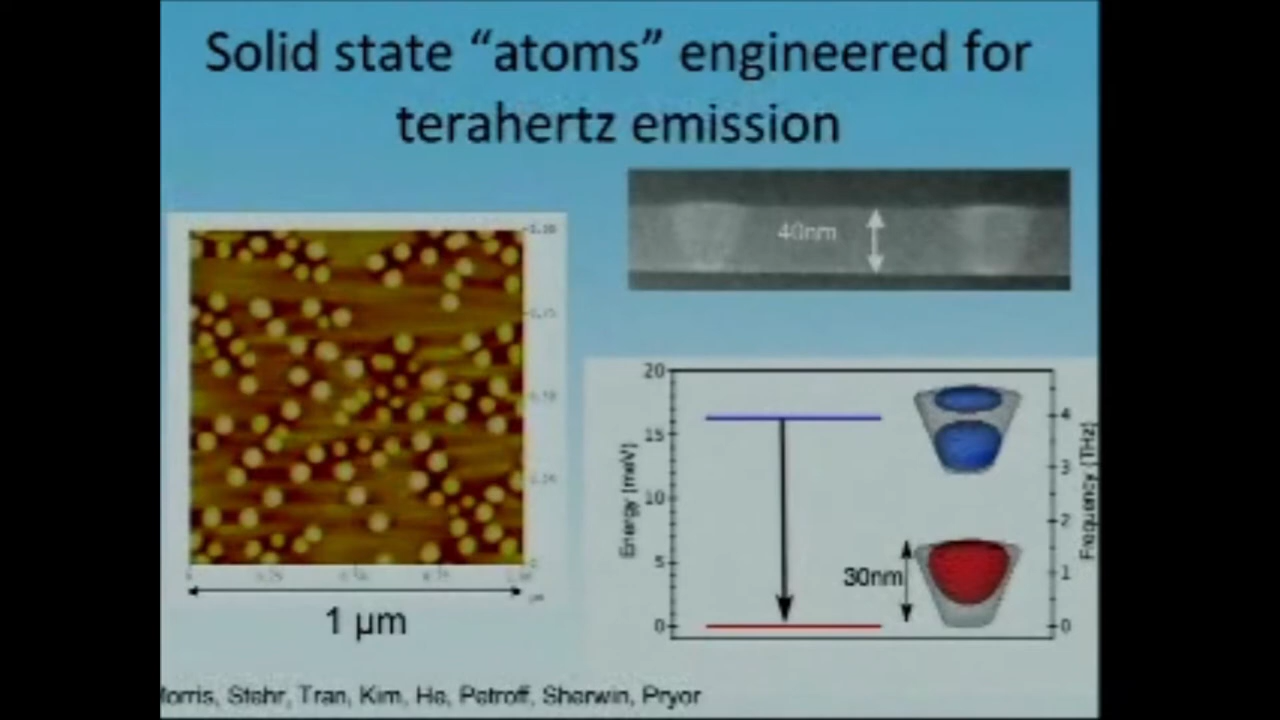 Solid state “atoms” engineered for
terahertz emission
40nm
1 µm
20
15
10
5
0
Energy (meV)
30nm
4
3
2
1
0
Frequency (THz)
Stehr, Tran, Kim, He, Petroff, Sherwin, Pryor